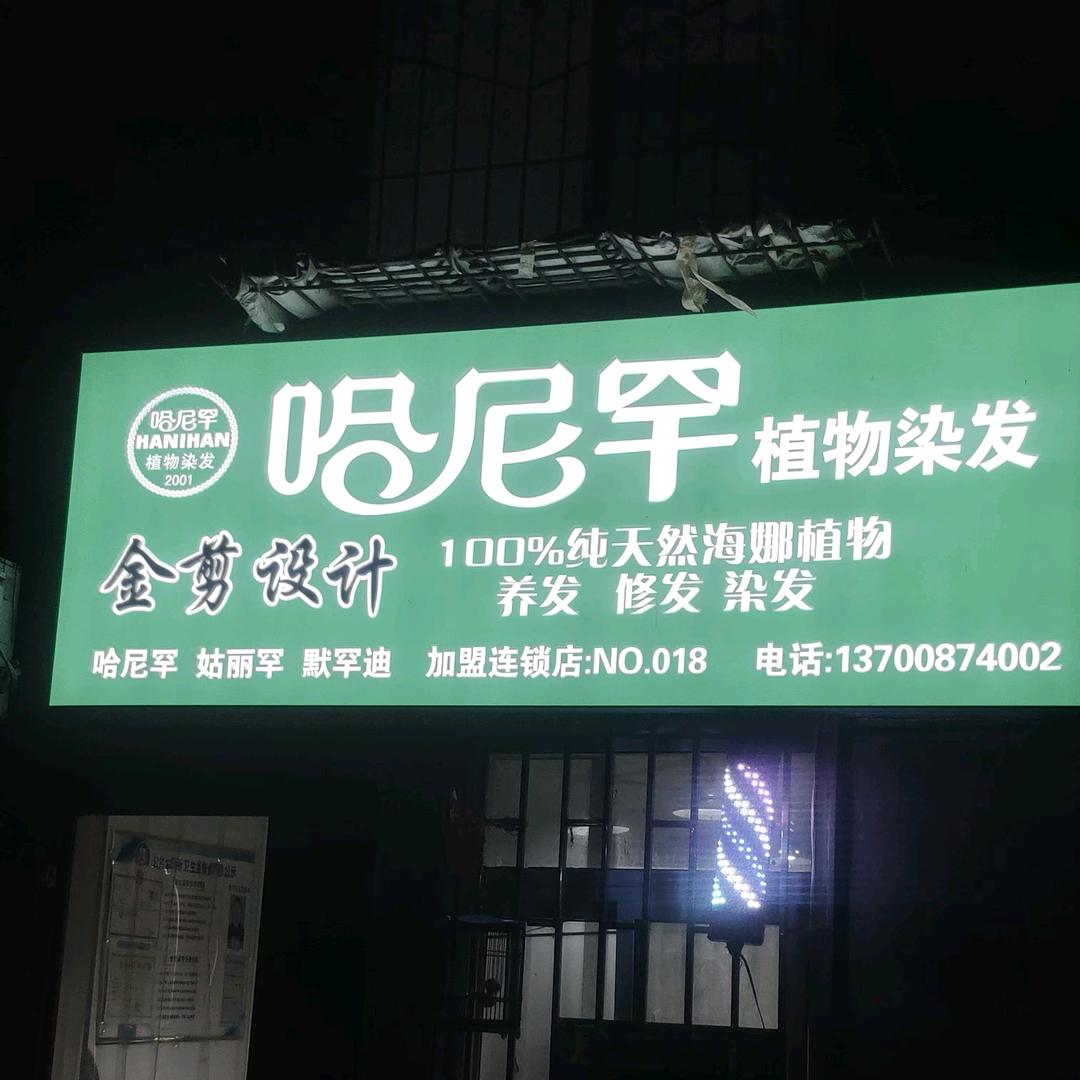 哈尼罕
HANIHAN
植物染发
2001
哈尼罕 植物染发
金剪设计
100%纯天然海娜植物
养发 修发 染发
哈尼罕 姑丽罕 默罕迪 加盟连锁店:NO.018 电话:13700874002